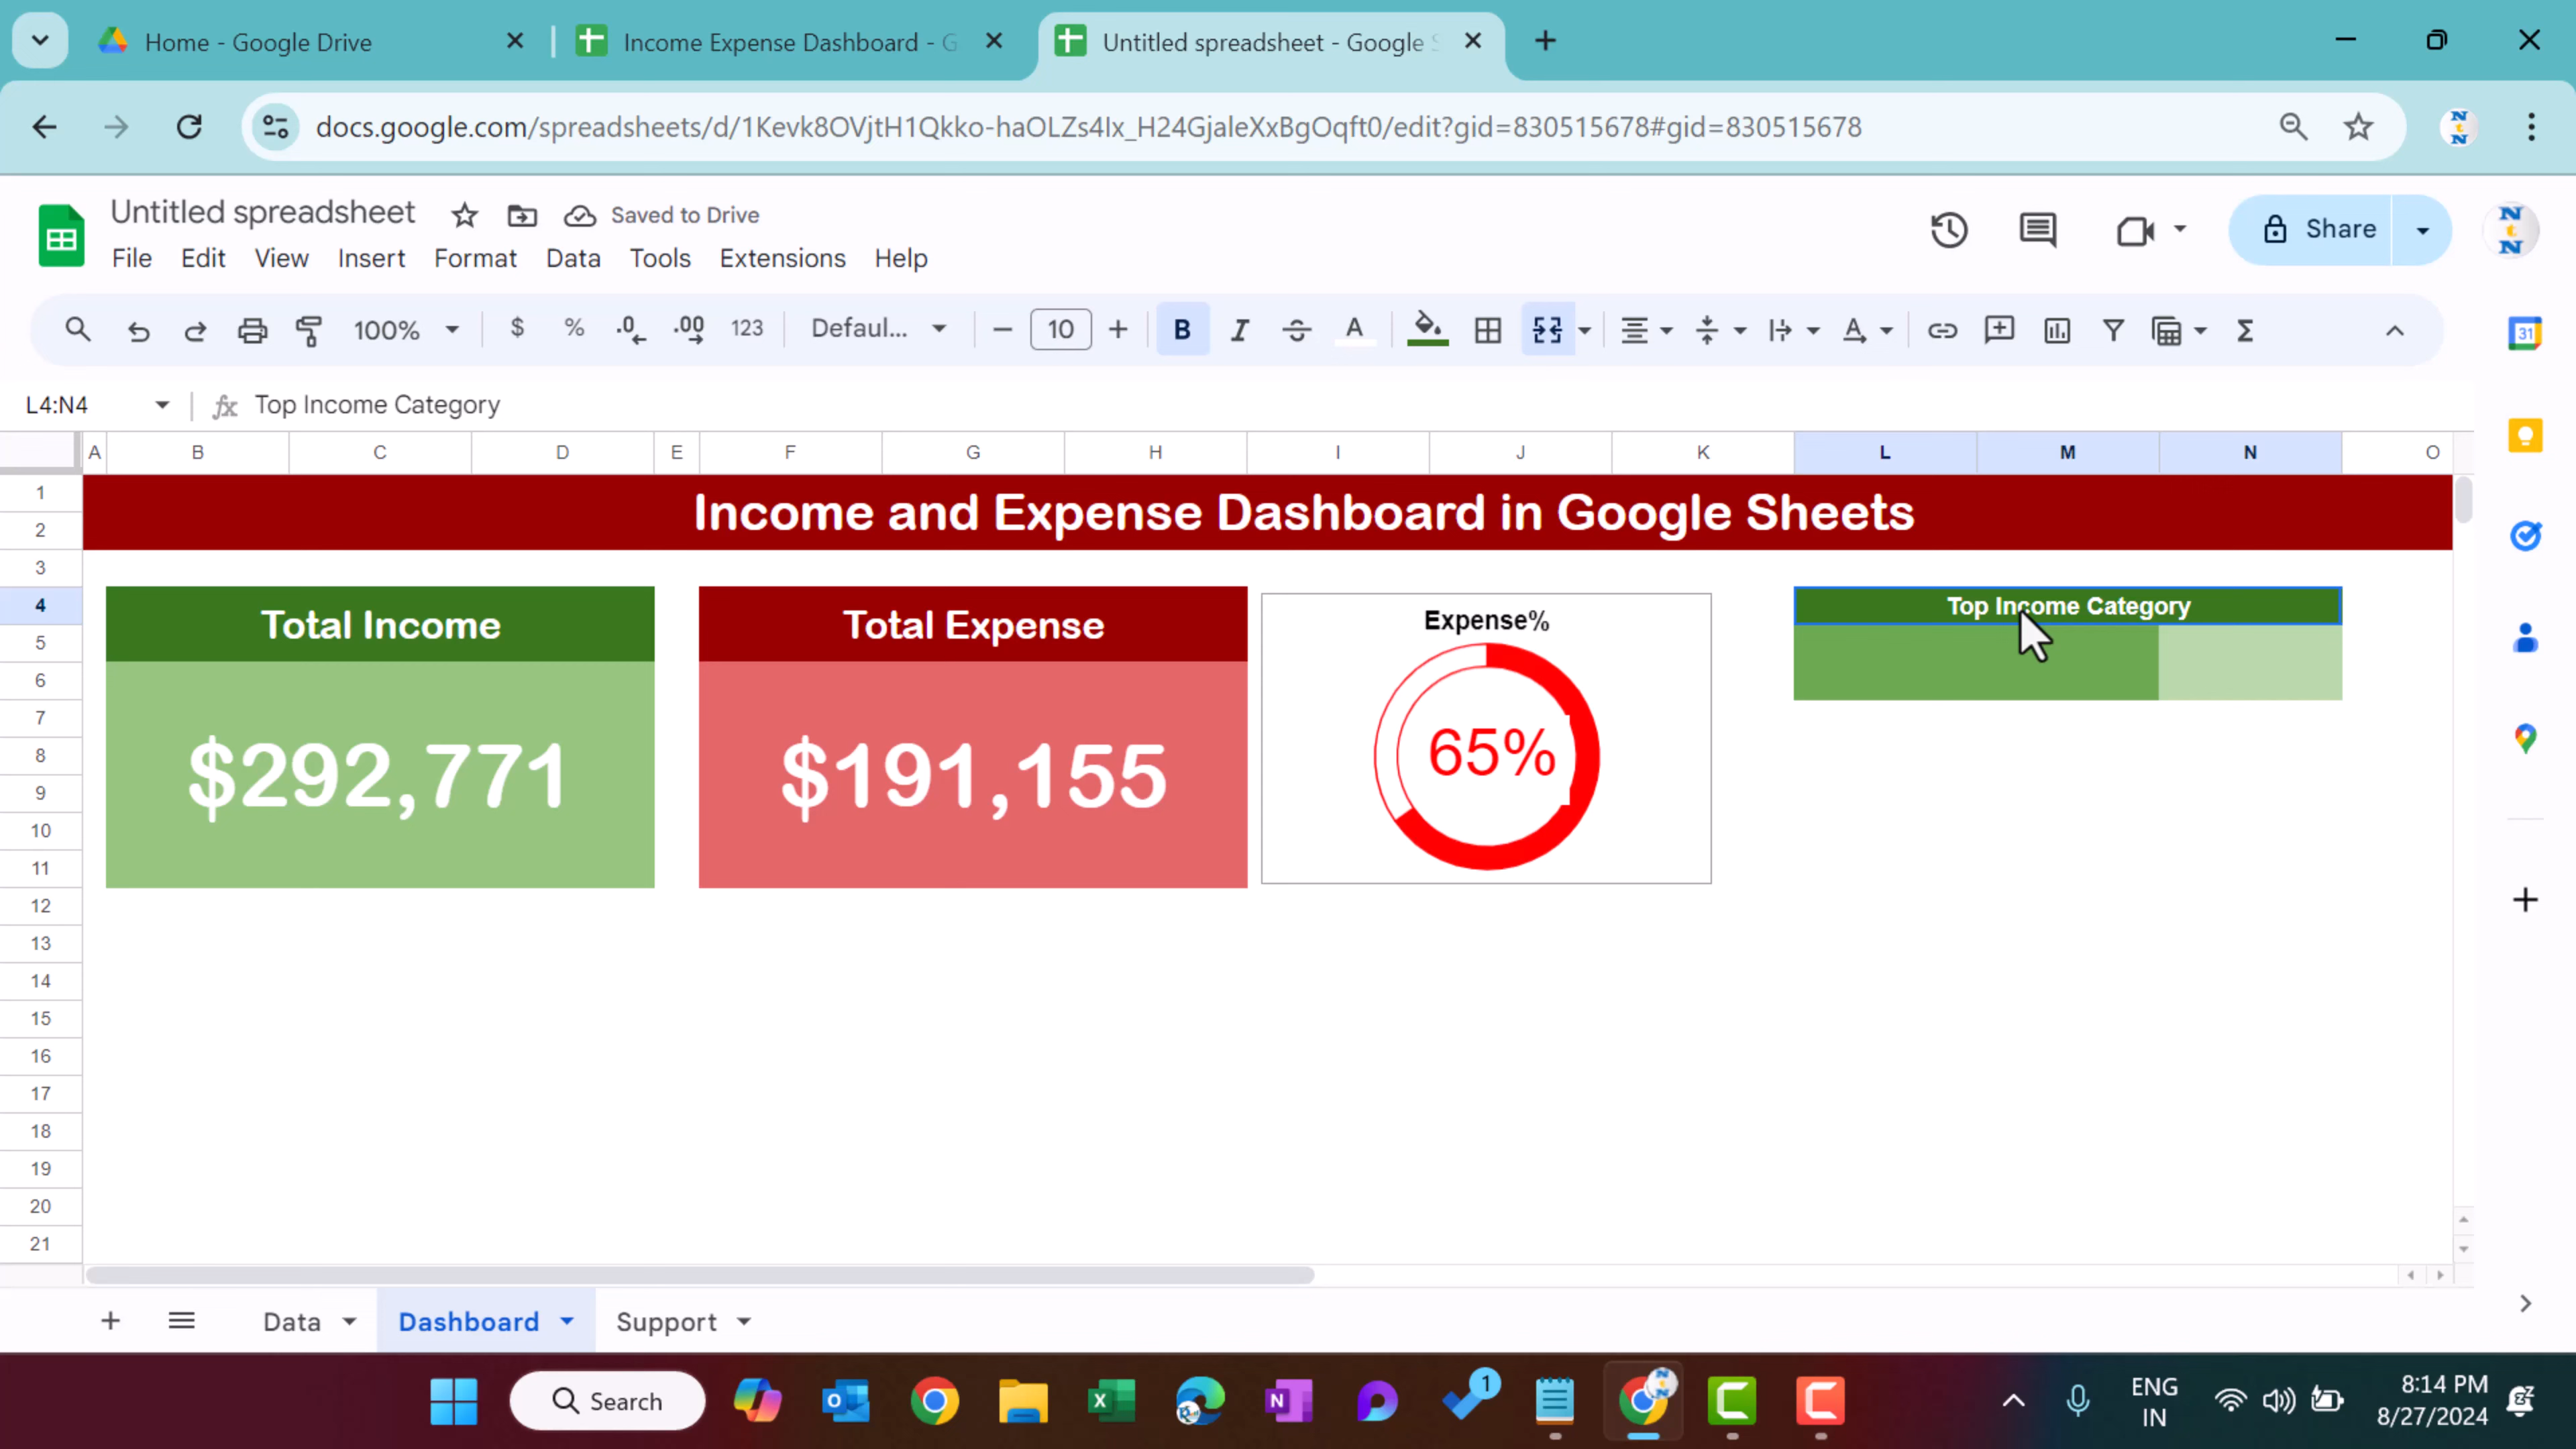 Home - Google Drive
Income Expense Dashboard - G
Untitled spreadsheet - Google S
docs.google.com/spreadsheets/d/1Kevk8OVjtH1Qkko-haOLZs4Ix_H24GjaleXxBgOqft0/edit?gid=830515678#gid=830515678
Untitled spreadsheet
Saved to Drive
File Edit View Insert Format Data Tools Extensions Help
Share
100% $ % .0 .00 123 Defaul... 10 B I A
L4:N4 fx Top Income Category
A B C D E F G H I J K L M N O
1
Income and Expense Dashboard in Google Sheets
2
3
4
Total Income
Total Expense
Expense%
Top Income Category
5
6
7
8
$292,771
$191,155
65%
9
10
11
12
13
14
15
16
17
18
19
20
21
Data Dashboard Support
Search
1
ENG
IN
8:14 PM
8/27/2024